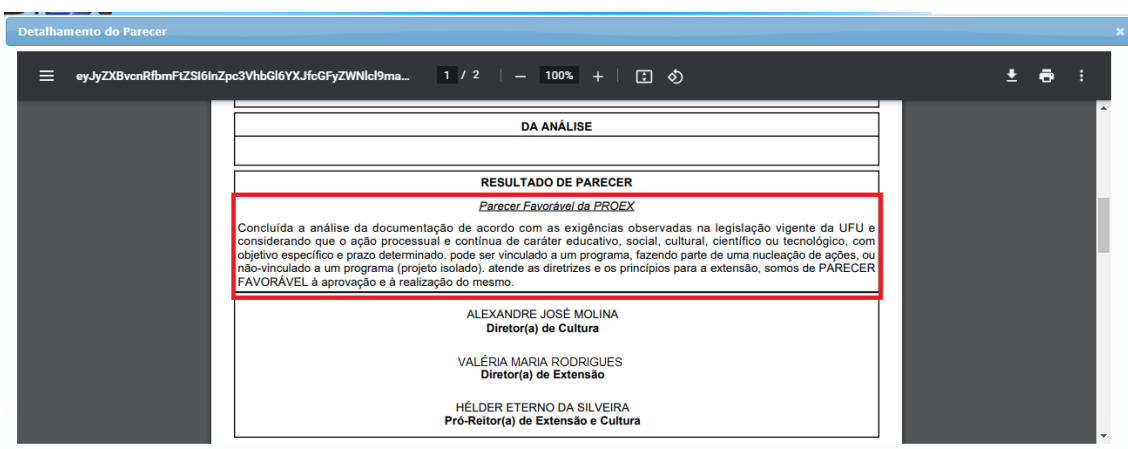 Detalhamento do Parecer
eyJyZXBvcnRfbmFtZSI6InZpc3VhbGl6YXJfcGFyZWNlcl9ma... 1 / 2 | — 100% + |
DA ANÁLISE
RESULTADO DE PARECER
Parecer Favorável da PROEX
Concluída a análise da documentação de acordo com as exigências observadas na legislação vigente da UFU e
considerando que o ação processual e contínua de caráter educativo, social, cultural, científico ou tecnológico, com
objetivo específico e prazo determinado. pode ser vinculado a um programa, fazendo parte de uma nucleação de ações, ou
não-vinculado a um programa (projeto isolado). atende as diretrizes e os princípios para a extensão, somos de PARECER
FAVORÁVEL à aprovação e à realização do mesmo.
ALEXANDRE JOSÉ MOLINA
Diretor(a) de Cultura
VALÉRIA MARIA RODRIGUES
Diretor(a) de Extensão
HÉLDER ETERNO DA SILVEIRA
Pró-Reitor(a) de Extensão e Cultura